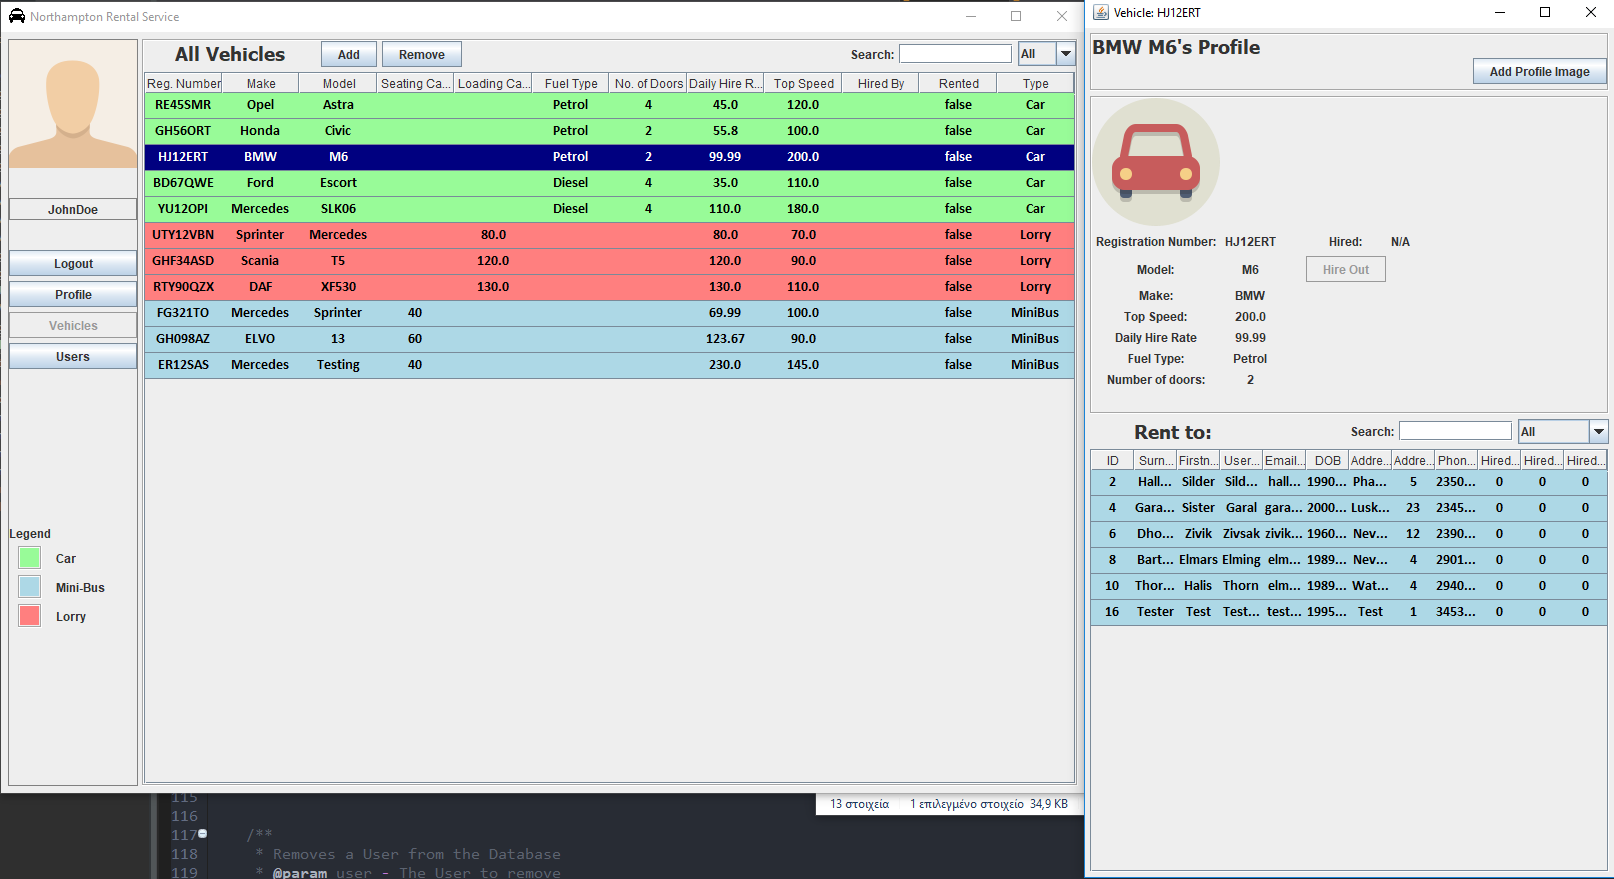 Northampton Rental Service
All Vehicles Add Remove Search: All
Reg. Number Make Model Seating Ca... Loading Ca... Fuel Type No. of Doors Daily Hire R... Top Speed Hired By Rented Type
RE45SMR Opel Astra Petrol 4 45.0 120.0 false Car
GH56ORT Honda Civic Petrol 2 55.8 100.0 false Car
HJ12ERT BMW M6 Petrol 2 99.99 200.0 false Car
BD67QWE Ford Escort Diesel 4 35.0 110.0 false Car
YU12OPI Mercedes SLK06 Diesel 4 110.0 180.0 false Car
UTY12VBN Sprinter Mercedes 80.0 80.0 70.0 false Lorry
GHF34ASD Scania T5 120.0 120.0 90.0 false Lorry
RTY90QZX DAF XF530 130.0 130.0 110.0 false Lorry
FG321TO Mercedes Sprinter 40 69.99 100.0 false MiniBus
GH098AZ ELVO 13 60 123.67 90.0 false MiniBus
ER12SAS Mercedes Testing 40 230.0 145.0 false MiniBus
JohnDoe
Logout
Profile
Vehicles
Users
Legend
Car
Mini-Bus
Lorry
13 στοιχεία 1 επιλεγμένο στοιχείο 34,9 KB
115
116
117 /**
118 * Removes a User from the Database
119 * @param user - The User to remove
Vehicle: HJ12ERT
BMW M6's Profile
Add Profile Image
Registration Number: HJ12ERT Hired: N/A
Model: M6 Hire Out
Make: BMW
Top Speed: 200.0
Daily Hire Rate 99.99
Fuel Type: Petrol
Number of doors: 2
Rent to: Search: All
ID Surn... Firstn... User... Email... DOB Addre... Addre... Phon... Hired... Hired... Hired...
2 Hall... Silder Sild... hall... 1990... Pha... 5 2350... 0 0 0
4 Gara... Sister Garal gara... 2000... Lusk... 23 2345... 0 0 0
6 Dho... Zivik Zivsak zivik... 1960... Nev... 12 2390... 0 0 0
8 Bart... Elmars Elming elm... 1989... Nev... 4 2901... 0 0 0
10 Thor... Halis Thorn elm... 1989... Wat... 4 2940... 0 0 0
16 Tester Test Test... test... 1995... Test 1 3453... 0 0 0